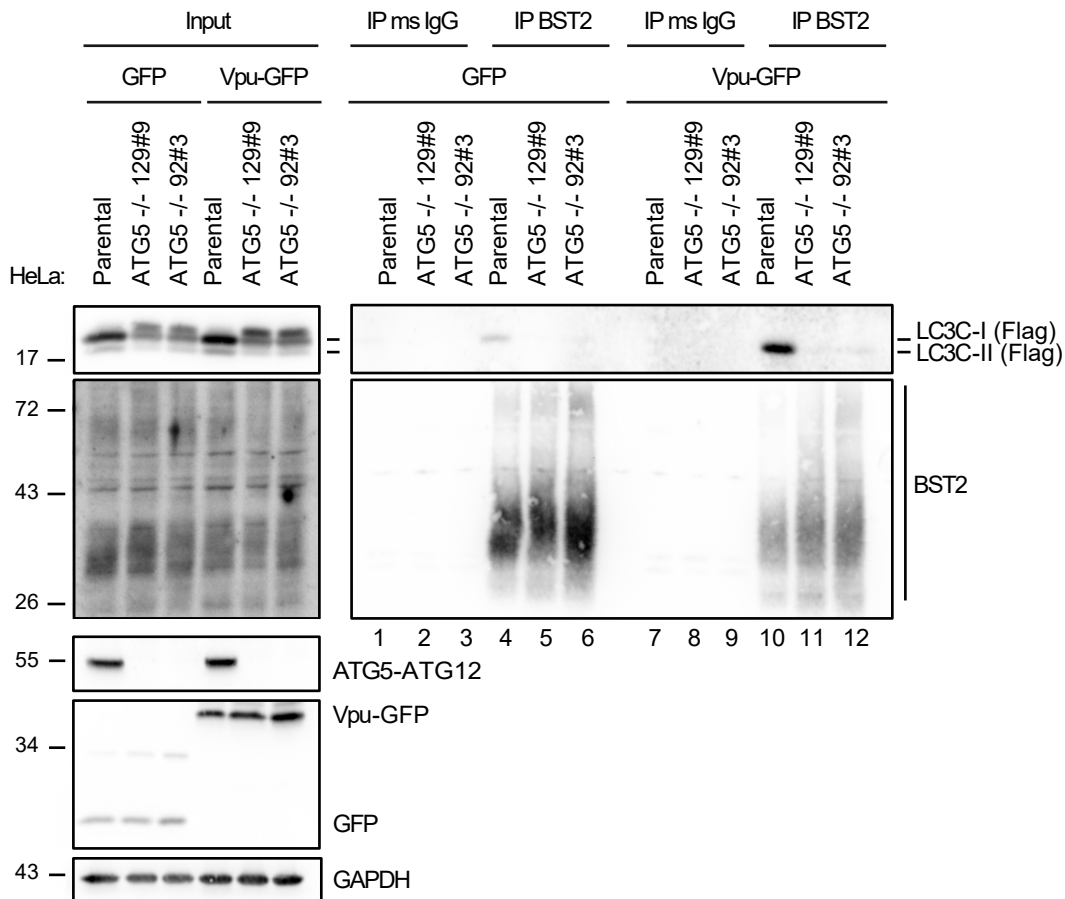 Input IP ms IgG IP BST2 IP ms IgG IP BST2
GFP Vpu-GFP GFP Vpu-GFP
HeLa: Parental ATG5 -/- 129#9 ATG5 -/- 92#3 Parental ATG5 -/- 129#9 ATG5 -/- 92#3 Parental ATG5 -/- 129#9 ATG5 -/- 92#3 Parental ATG5 -/- 129#9 ATG5 -/- 92#3 Parental ATG5 -/- 129#9 ATG5 -/- 92#3 Parental ATG5 -/- 129#9 ATG5 -/- 92#3
LC3C-I (Flag)
17 LC3C-II (Flag)
72
43 BST2
26
1 2 3 4 5 6 7 8 9 10 11 12
55 ATG5-ATG12
Vpu-GFP
34
GFP
43 GAPDH